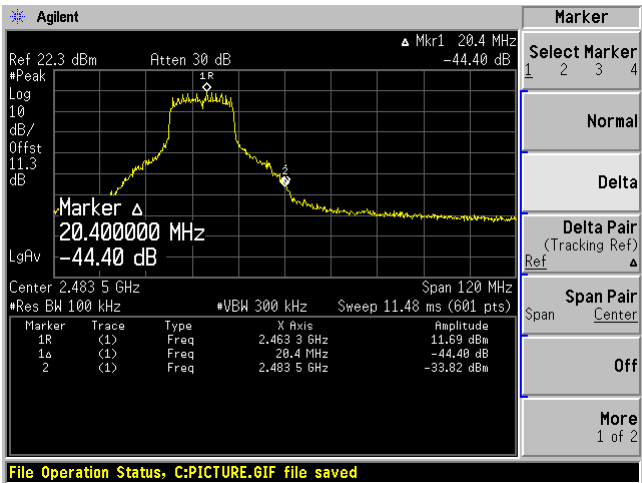 Agilent
Marker
Δ Mkr1 20.4 MHz
Ref 22.3 dBm Atten 30 dB -44.40 dB
#Peak
Log
10
dB/
Offst
11.3
dB
LgAv
1R
2
Marker Δ
20.400000 MHz
-44.40 dB
Center 2.483 5 GHz Span 120 MHz
#Res BW 100 kHz #VBW 300 kHz Sweep 11.48 ms (601 pts)
Marker Trace Type X Axis Amplitude
1R (1) Freq 2.463 3 GHz 11.69 dBm
1Δ (1) Freq 20.4 MHz -44.40 dB
2 (1) Freq 2.483 5 GHz -33.82 dBm
Select Marker
1 2 3 4
Normal
Delta
Delta Pair
(Tracking Ref)
Ref Δ
Span Pair
Span Center
Off
More
1 of 2
File Operation Status, C:PICTURE.GIF file saved